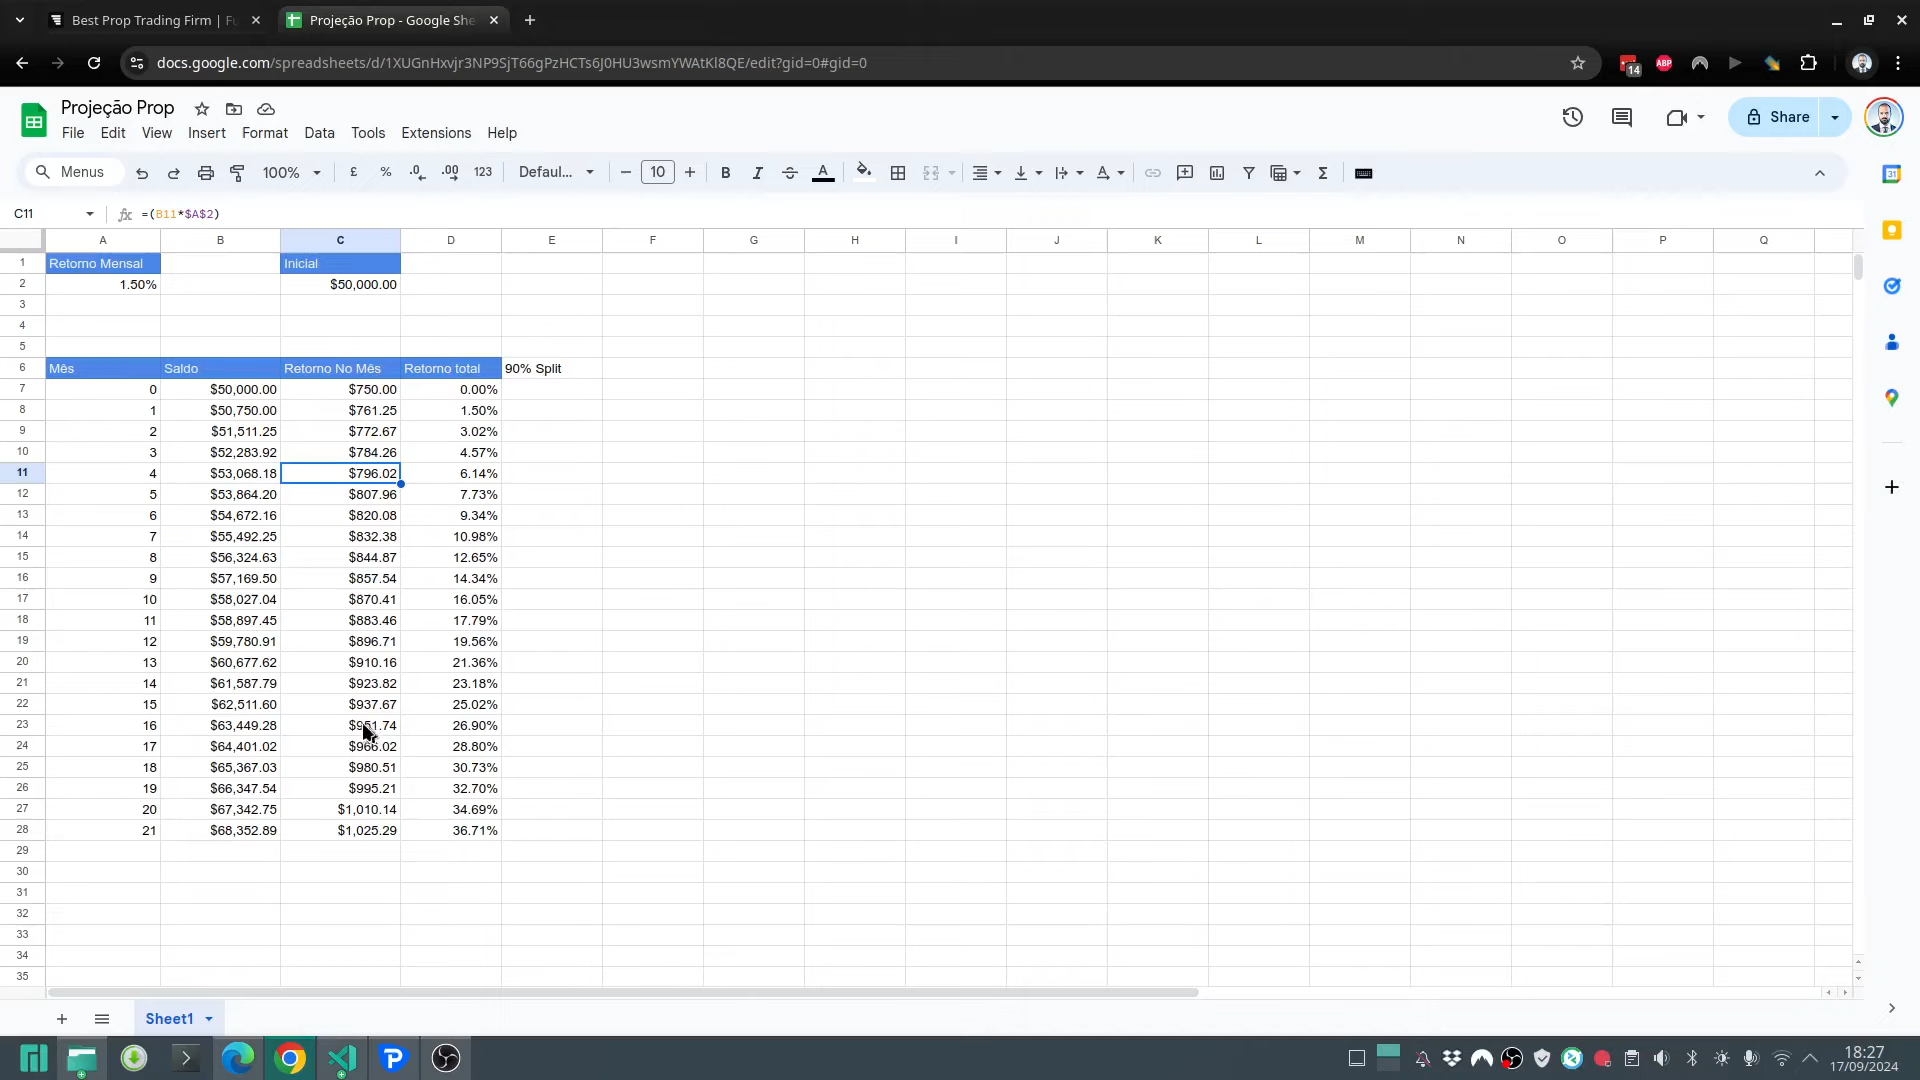 Best Prop Trading Firm | Fu
Projeção Prop - Google She
docs.google.com/spreadsheets/d/1XUGnHxvjr3NP9SjT66gPzHCTs6J0HU3wsmYWAtKl8QE/edit?gid=0#gid=0
14
ABP
Projeção Prop
File Edit View Insert Format Data Tools Extensions Help
Share
Menus 100% £ % .0 .00 123 Defaul... 10 B I A
C11 fx =(B11*$A$2)
A B C D E F G H I J K L M N O P Q
1 Retorno Mensal Inicial
2 1.50% $50,000.00
3
4
5
6 Mês Saldo Retorno No Mês Retorno total 90% Split
7 0 $50,000.00 $750.00 0.00%
8 1 $50,750.00 $761.25 1.50%
9 2 $51,511.25 $772.67 3.02%
10 3 $52,283.92 $784.26 4.57%
11 4 $53,068.18 $796.02 6.14%
12 5 $53,864.20 $807.96 7.73%
13 6 $54,672.16 $820.08 9.34%
14 7 $55,492.25 $832.38 10.98%
15 8 $56,324.63 $844.87 12.65%
16 9 $57,169.50 $857.54 14.34%
17 10 $58,027.04 $870.41 16.05%
18 11 $58,897.45 $883.46 17.79%
19 12 $59,780.91 $896.71 19.56%
20 13 $60,677.62 $910.16 21.36%
21 14 $61,587.79 $923.82 23.18%
22 15 $62,511.60 $937.67 25.02%
23 16 $63,449.28 $951.74 26.90%
24 17 $64,401.02 $966.02 28.80%
25 18 $65,367.03 $980.51 30.73%
26 19 $66,347.54 $995.21 32.70%
27 20 $67,342.75 $1,010.14 34.69%
28 21 $68,352.89 $1,025.29 36.71%
29
30
31
32
33
34
35
Sheet1
31
18:27
17/09/2024